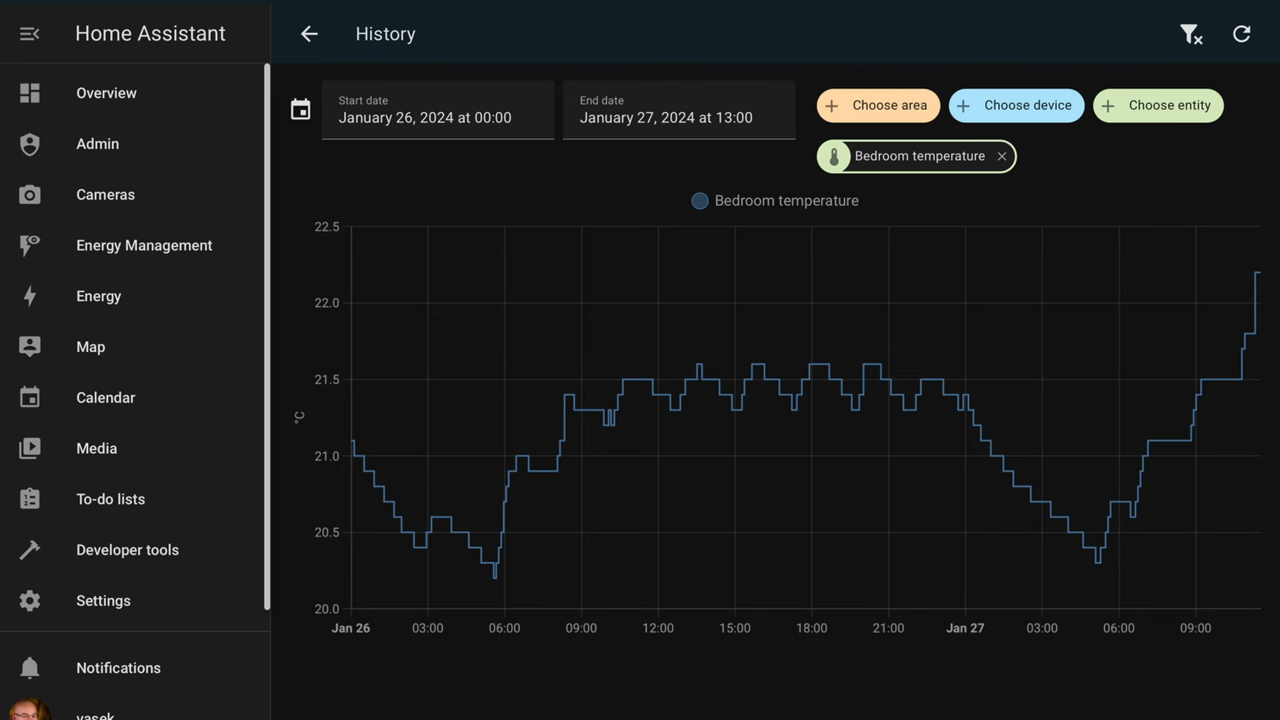 Home Assistant
History
Overview
Admin
Cameras
Energy Management
Energy
Map
Calendar
Media
To-do lists
Developer tools
Settings
Notifications
vasek
Start date
January 26, 2024 at 00:00
End date
January 27, 2024 at 13:00
Choose area
Choose device
Choose entity
Bedroom temperature
Bedroom temperature
°C
22.5
22.0
21.5
21.0
20.5
20.0
Jan 26 03:00 06:00 09:00 12:00 15:00 18:00 21:00 Jan 27 03:00 06:00 09:00